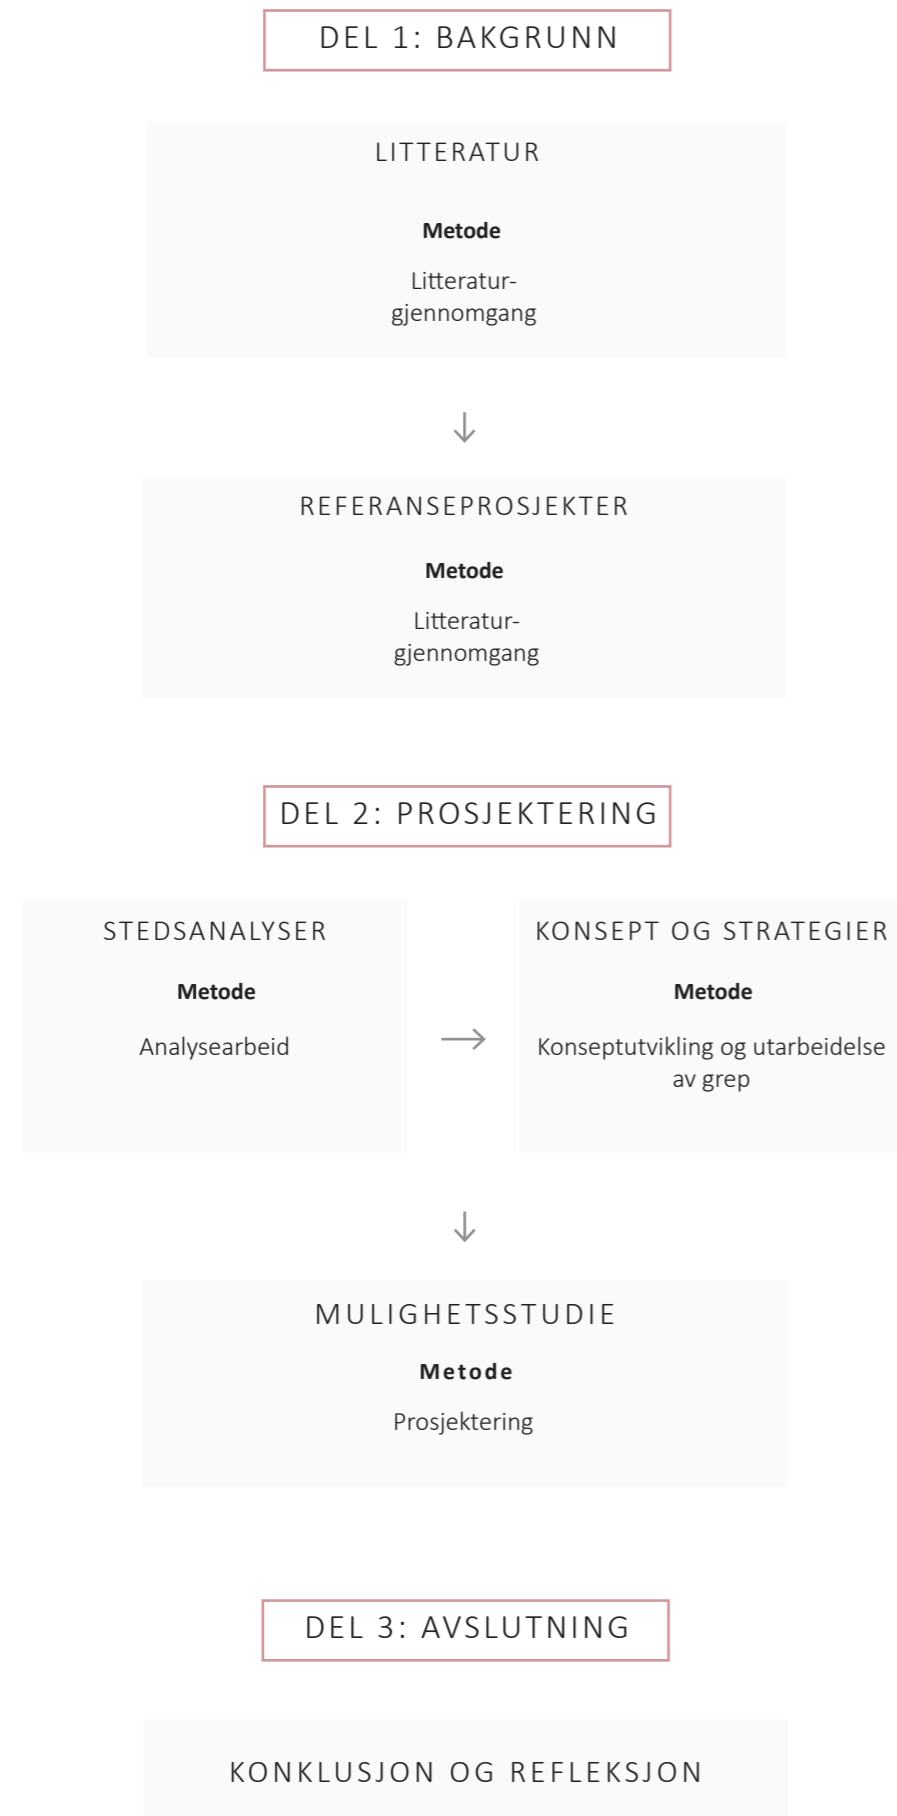 DEL 1: BAKGRUNN
LITTERATUR
Metode
Litteratur-
gjennomgang
REFERANSEPROSJEKTER
Metode
Litteratur-
gjennomgang
DEL 2: PROSJEKTERING
STEDSANALYSER
Metode
Analysearbeid
KONSEPT OG STRATEGIER
Metode
Konseptutvikling og utarbeidelse
av grep
MULIGHETSSTUDIE
Metode
Prosjektering
DEL 3: AVSLUTNING
KONKLUSJON OG REFLEKSJON